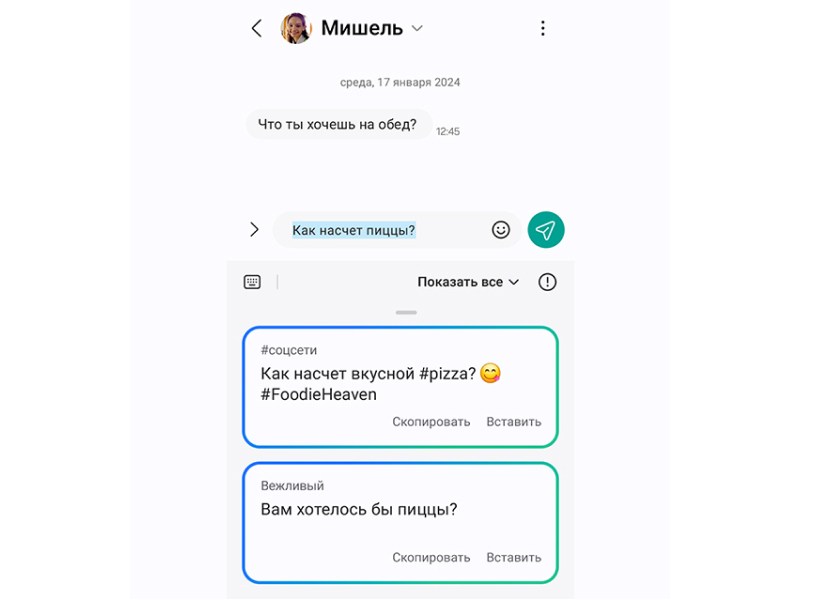 Мишель
среда, 17 января 2024
Что ты хочешь на обед?
12:45
Как насчет пиццы?
Показать все
#соцсети
Как насчет вкусной #pizza? 😋
#FoodieHeaven
Скопировать Вставить
Вежливый
Вам хотелось бы пиццы?
Скопировать Вставить